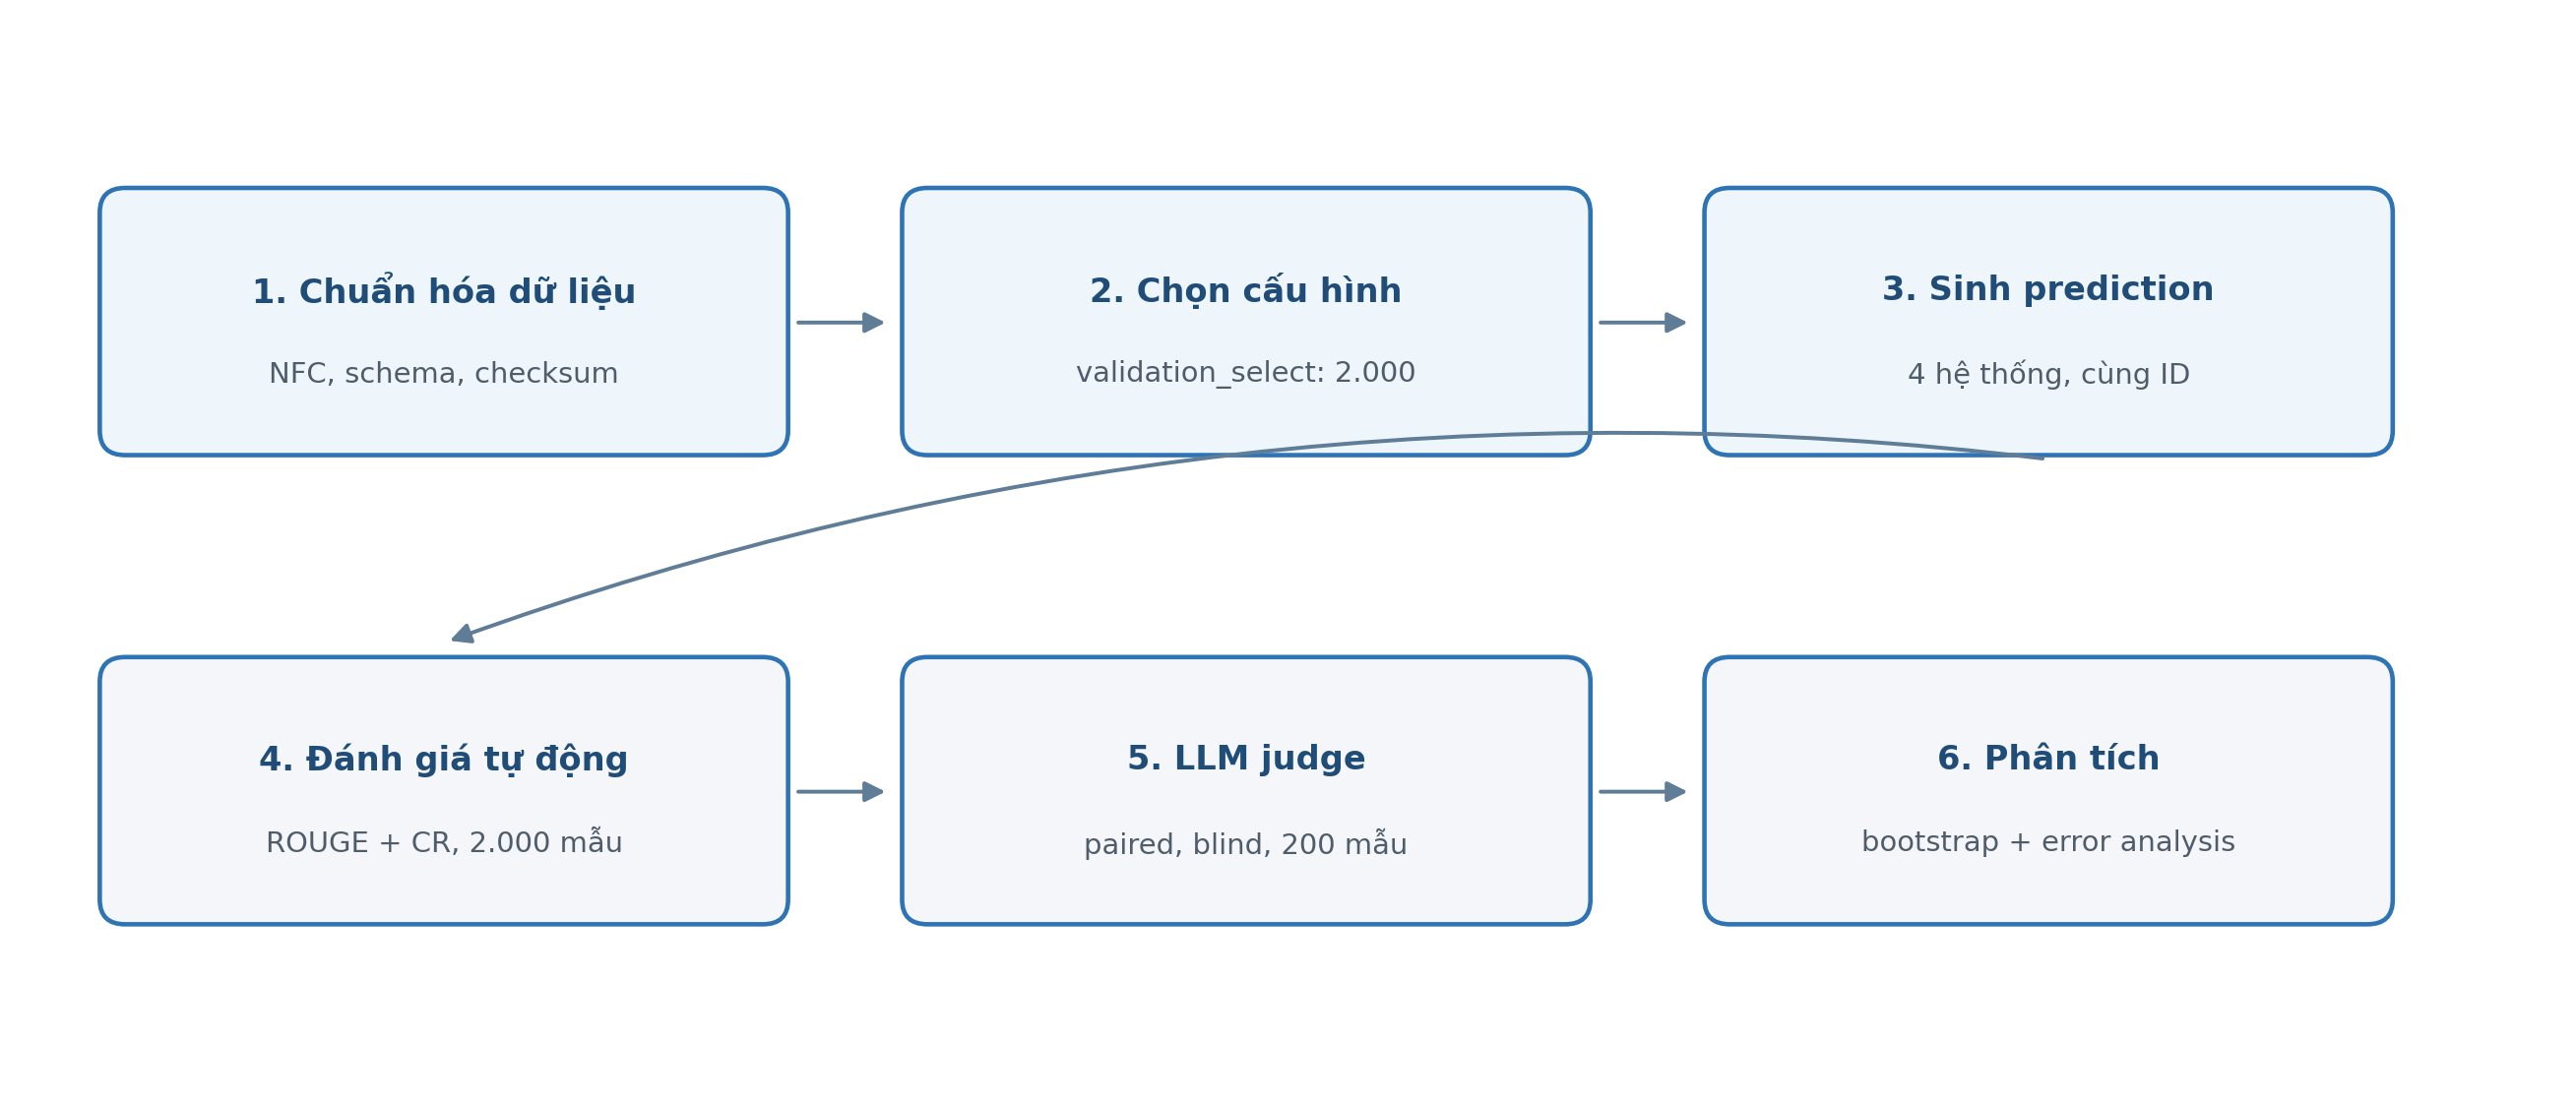 1. Chuẩn hóa dữ liệu
NFC, schema, checksum
2. Chọn cấu hình
validation_select: 2.000
3. Sinh prediction
4 hệ thống, cùng ID
4. Đánh giá tự động
ROUGE + CR, 2.000 mẫu
5. LLM judge
paired, blind, 200 mẫu
6. Phân tích
bootstrap + error analysis